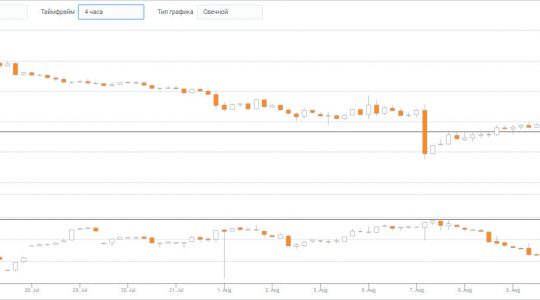 Таймфрейм 4 часа Тип графика Свечной
29. Jul 30. Jul 31. Jul 1. Aug 2. Aug 5. Aug 6. Aug 7. Aug 8. Aug 9. Aug